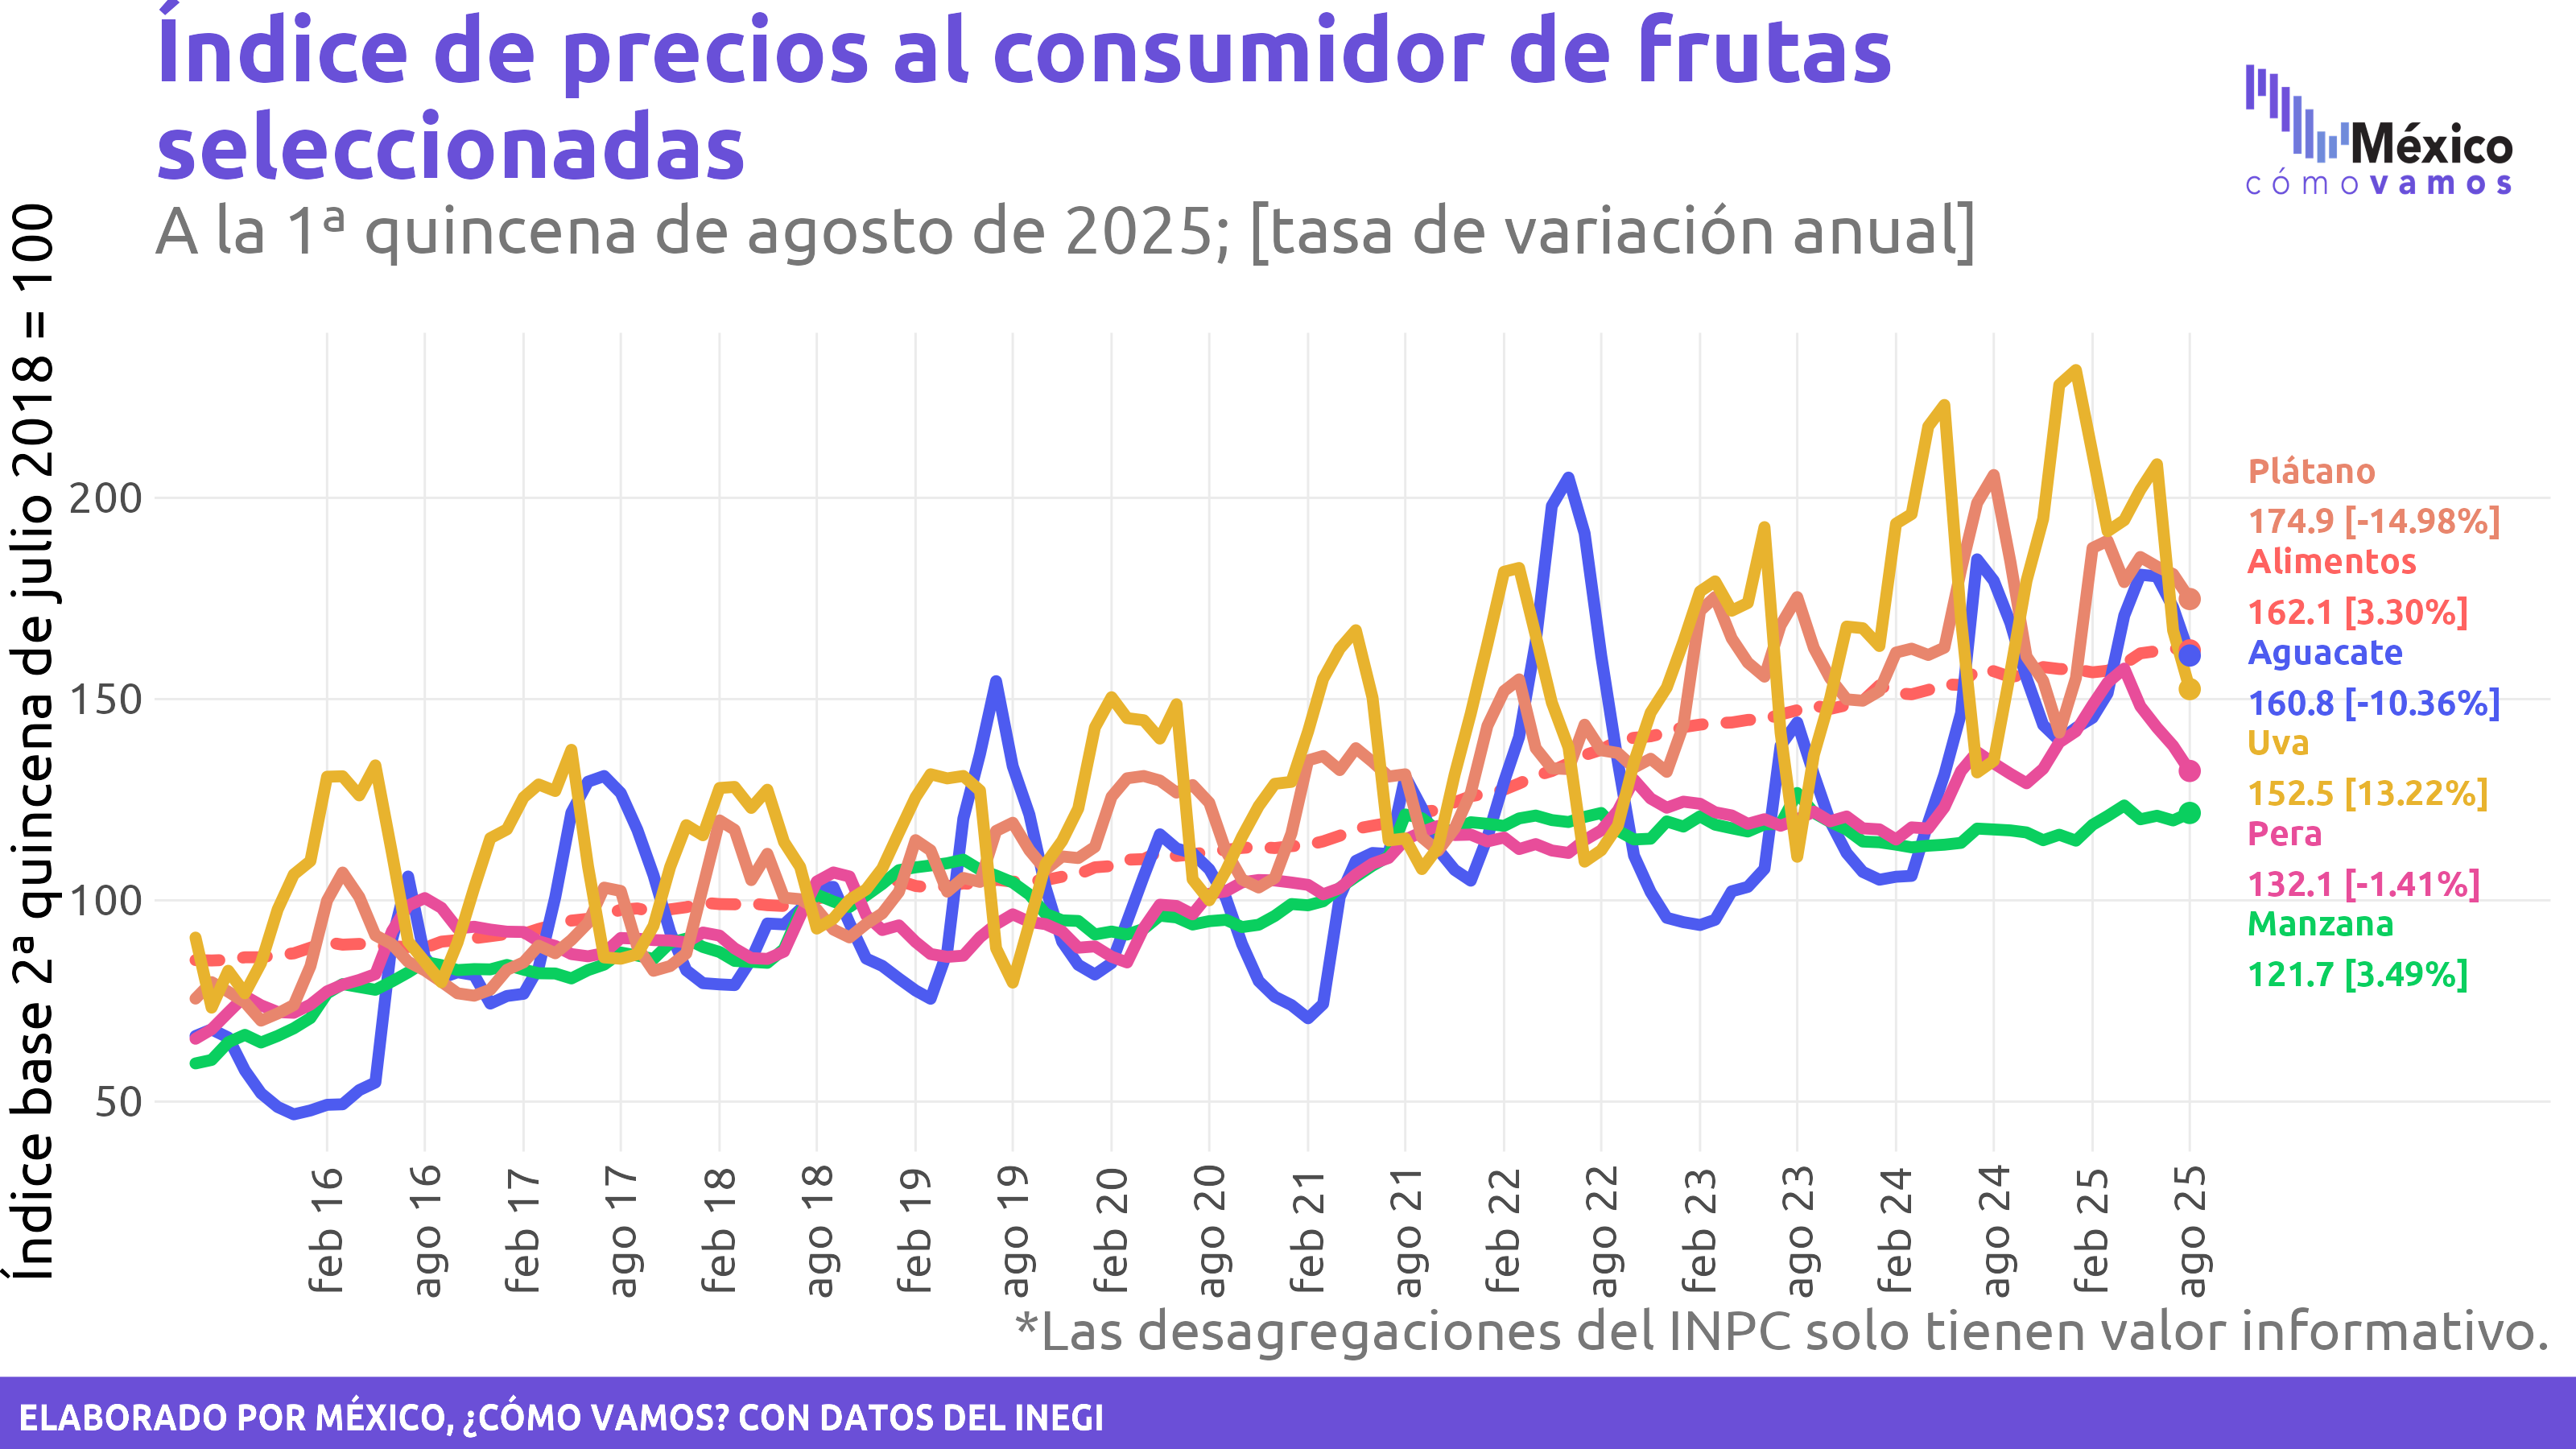 Índice de precios al consumidor de frutas
seleccionadas
A la 1ª quincena de agosto de 2025; [tasa de variación anual]
México
cómo vamos
Índice base 2ª quincena de julio 2018 = 100
200
150
100
50
Plátano
174.9 [-14.98%]
Alimentos
162.1 [3.30%]
Aguacate
160.8 [-10.36%]
Uva
152.5 [13.22%]
Pera
132.1 [-1.41%]
Manzana
121.7 [3.49%]
feb 16
ago 16
feb 17
ago 17
feb 18
ago 18
feb 19
ago 19
feb 20
ago 20
feb 21
ago 21
feb 22
ago 22
feb 23
ago 23
feb 24
ago 24
feb 25
ago 25
*Las desagregaciones del INPC solo tienen valor informativo.
ELABORADO POR MÉXICO, ¿CÓMO VAMOS? CON DATOS DEL INEGI